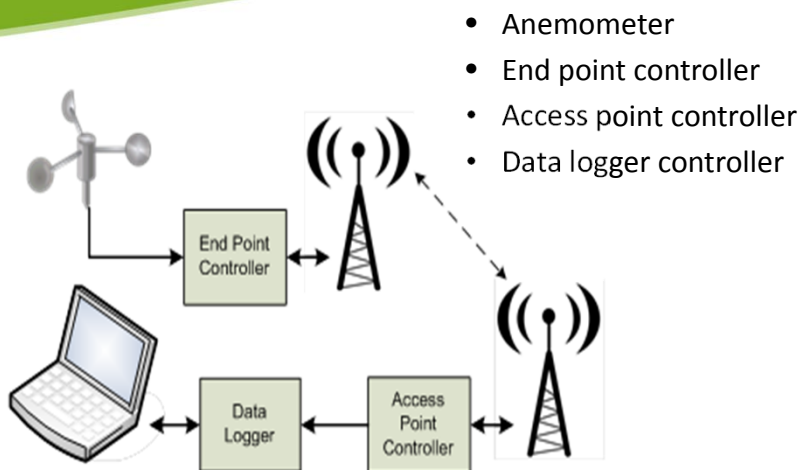 • Anemometer
• End point controller
• Access point controller
• Data logger controller
End Point
Controller
Data
Logger
Access
Point
Controller